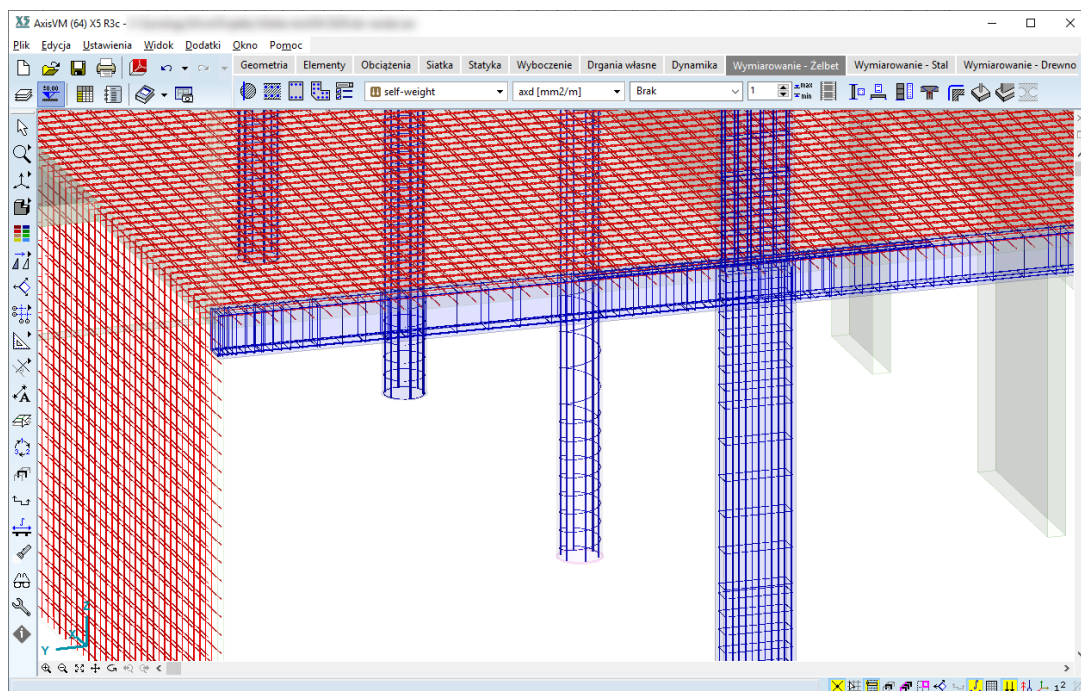 AxisVM (64) X5 R3c -
Plik Edycja Ustawienia Widok Dodatki Okno Pomoc
Geometria Elementy Obciążenia Siatka Statyka Wyboczenie Drgania własne Dynamika Wymiarowanie - Żelbet Wymiarowanie - Stal Wymiarowanie - Drewno
self-weight axd [mm2/m] Brak 1 max min
Z
X
Y